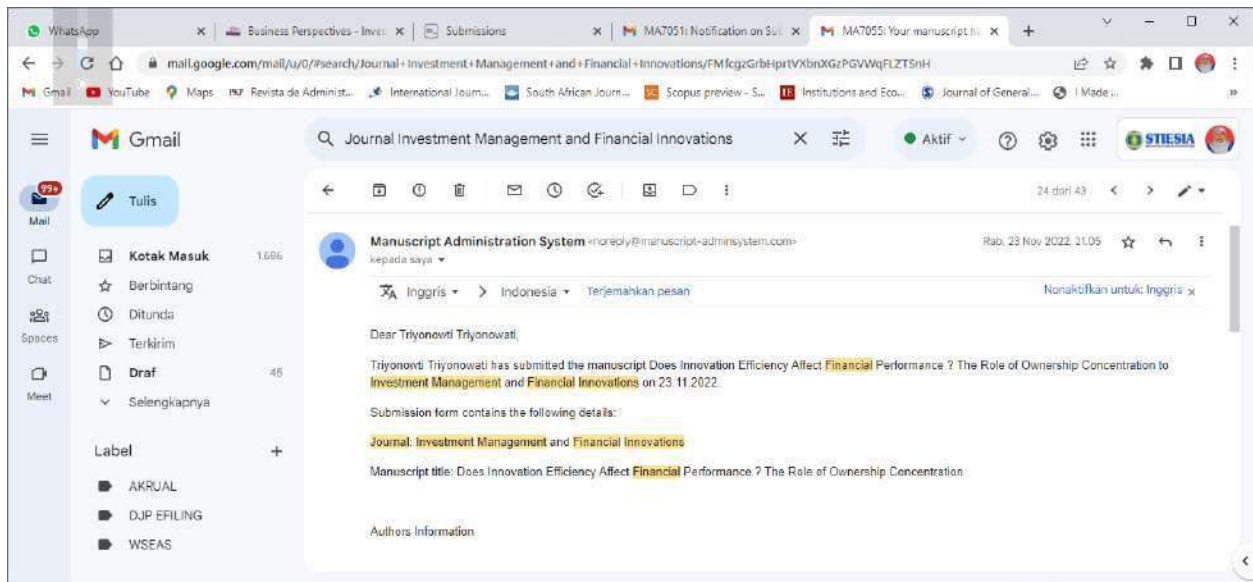 WhatsApp
Business Perspectives - Inves
Submissions
MA7051: Notification on Su
MA7055: Your manuscript h
mail.google.com/mail/u/0/#search/Journal+Investment+Management+and+Financial+Innovations/FMfcgzGrbHprtVXbnXGzPGVWqFLZTSnH
Gmail
YouTube
Maps
Revista de Administ...
International Journ...
South African Journ...
Scopus preview - S...
Institutions and Eco...
Journal of General...
I Made ...
Gmail
Journal Investment Management and Financial Innovations
Aktif
STIESIA
99+
Mail
Chat
Spaces
Meet
Tulis
Kotak Masuk 1.686
Berbintang
Ditunda
Terkirim
Draf 45
Selengkapnya
Label
AKRUAL
DJP EFILING
WSEAS
24 dari 43
Manuscript Administration System <noreply@manuscript-adminsystem.com>
Rab, 23 Nov 2022, 21.05
kepada saya
Inggris > Indonesia Terjemahkan pesan
Nonaktifkan untuk: Inggris x
Dear Triyonowti Triyonowati,
Triyonowti Triyonowati has submitted the manuscript Does Innovation Efficiency Affect Financial Performance ? The Role of Ownership Concentration to
Investment Management and Financial Innovations on 23.11.2022.
Submission form contains the following details:
Journal: Investment Management and Financial Innovations
Manuscript title: Does Innovation Efficiency Affect Financial Performance ? The Role of Ownership Concentration
Authors Information